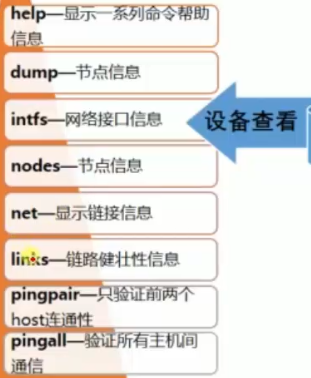 help—显示一系列命令帮助
信息
dump—节点信息
intfs—网络接口信息
设备查看
nodes—节点信息
net—显示链接信息
links—链路健壮性信息
pingpair—只验证前两个
host连通性
pingall—验证所有主机间
通信